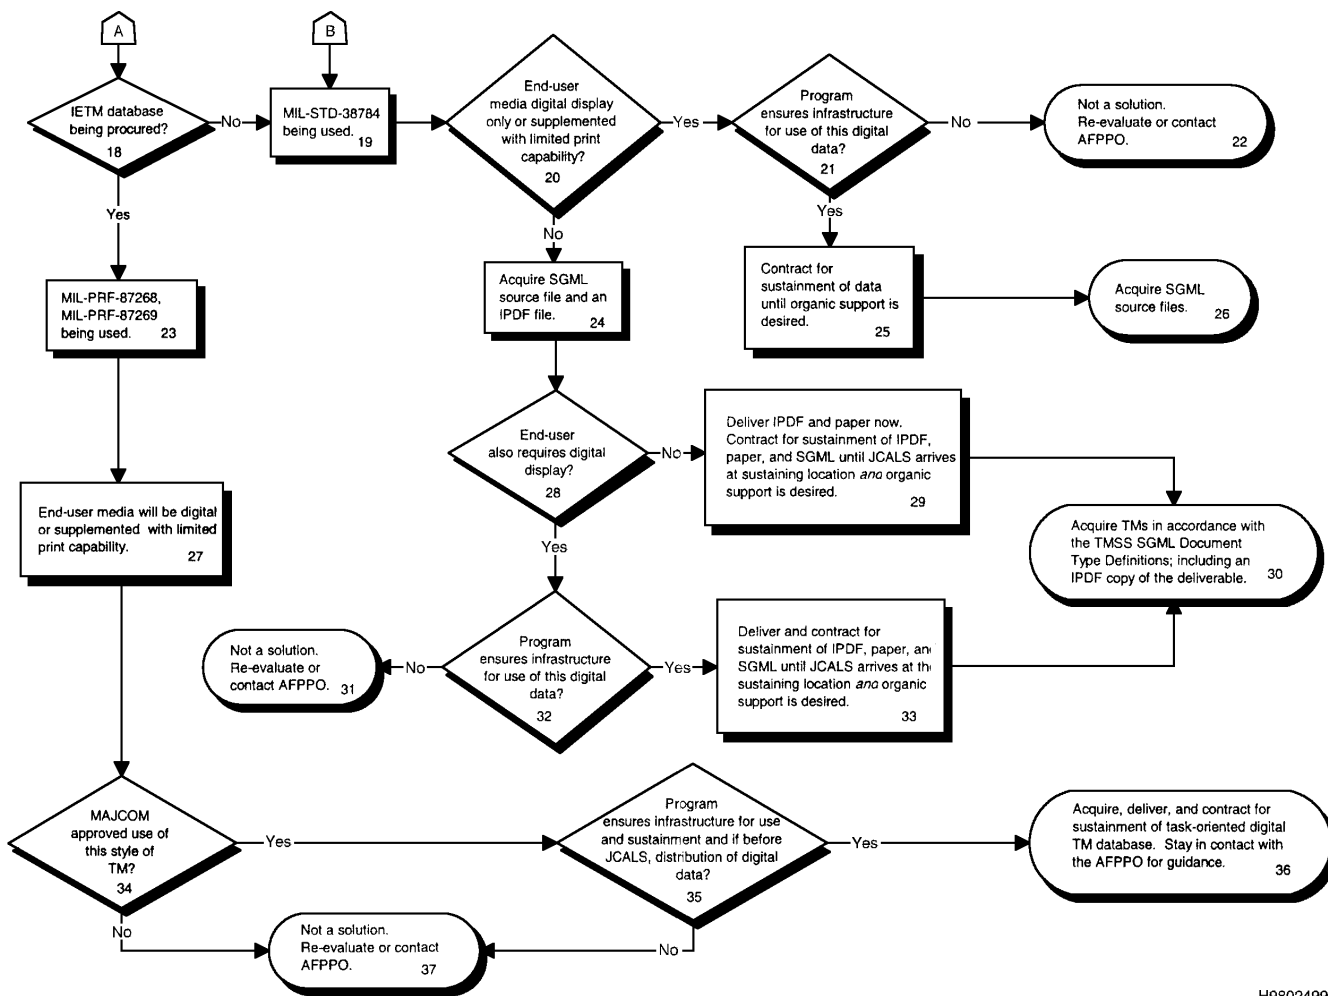 A
B
IETM database
being procured?
18
No
MIL-STD-38784
being used.
19
End-user
media digital display
only or supplemented
with limited print
capability?
20
Yes
Program
ensures infrastructure
for use of this digital
data?
21
No
Not a solution.
Re-evaluate or contact
AFPPO.
22
Yes
No
Yes
MIL-PRF-87268,
MIL-PRF-87269
being used.
23
Acquire SGML
source file and an
IPDF file.
24
Contract for
sustainment of data
until organic support is
desired.
25
Acquire SGML
source files.
26
End-user
also requires digital
display?
28
No
Deliver IPDF and paper now.
Contract for sustainment of IPDF,
paper, and SGML until JCALS arrives
at sustaining location and organic
support is desired.
29
End-user media will be digital
or supplemented with limited
print capability.
27
Yes
Acquire TMs in accordance with
the TMSS SGML Document
Type Definitions; including an
IPDF copy of the deliverable.
30
Not a solution.
Re-evaluate or
contact AFPPO.
31
No
Program
ensures infrastructure
for use of this digital
data?
32
Yes
Deliver and contract for
sustainment of IPDF, paper, and
SGML until JCALS arrives at the
sustaining location and organic
support is desired.
33
MAJCOM
approved use of
this style of
TM?
34
Yes
Program
ensures infrastructure for use
and sustainment and if before
JCALS, distribution of digital
data?
35
Yes
Acquire, deliver, and contract for
sustainment of task-oriented digital
TM database. Stay in contact with
the AFPPO for guidance.
36
No
Not a solution.
Re-evaluate or contact
AFPPO.
37
No
H9802499